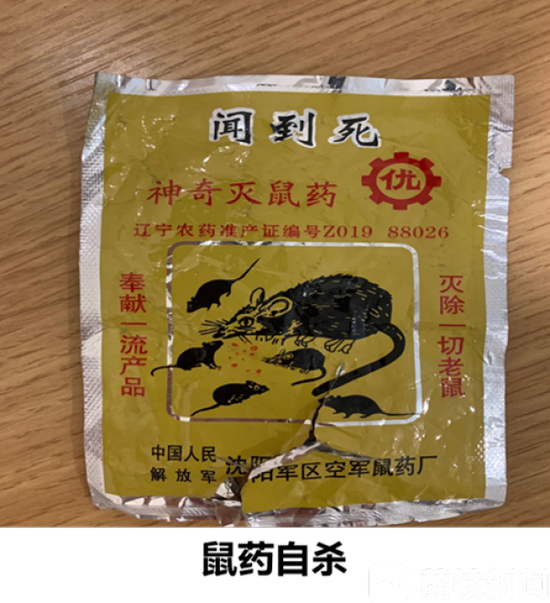 闻到死
神奇灭鼠药
优
辽宁农药准产证编号Z019 88026
奉献一流产品
灭除一切老鼠
中国人民
解放军
沈阳军区空军鼠药厂
鼠药自杀